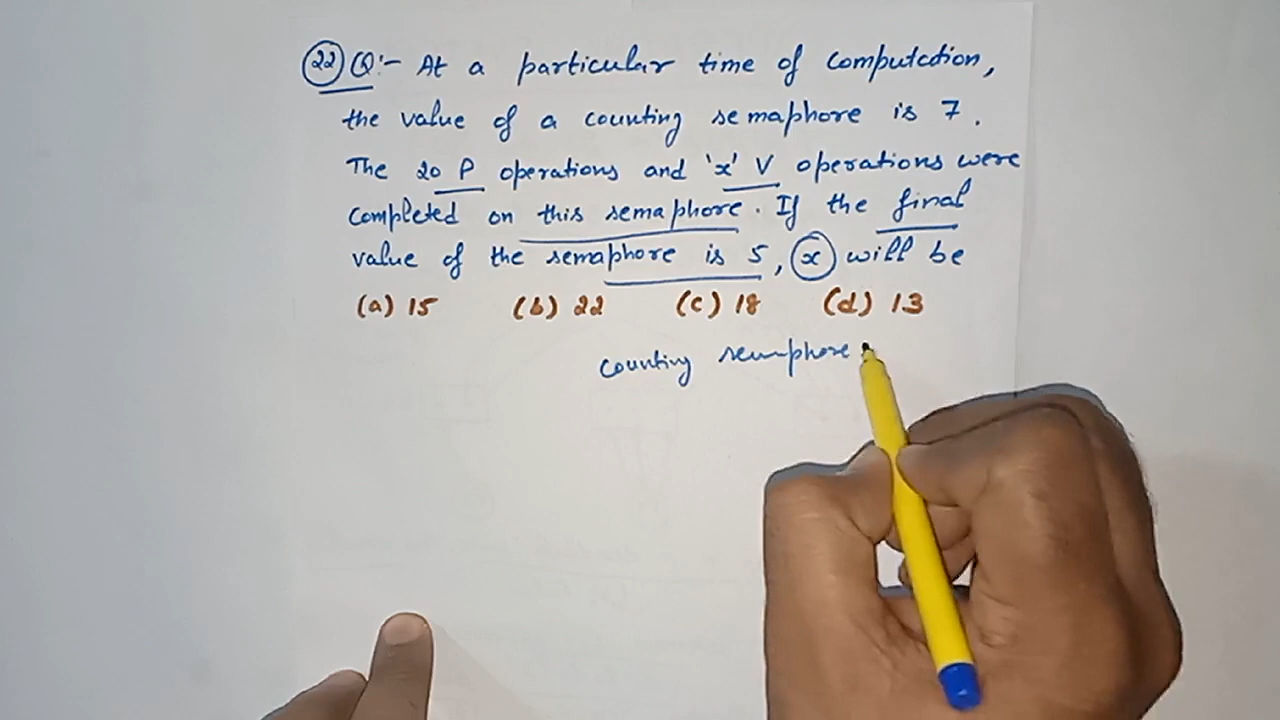 22 Q:- At a particular time of computation,
the value of a counting semaphore is 7.
The 20 P operations and 'x' V operations were
completed on this semaphore. If the final
value of the semaphore is 5, x will be
(a) 15 (b) 22 (c) 18 (d) 13
counting semphore